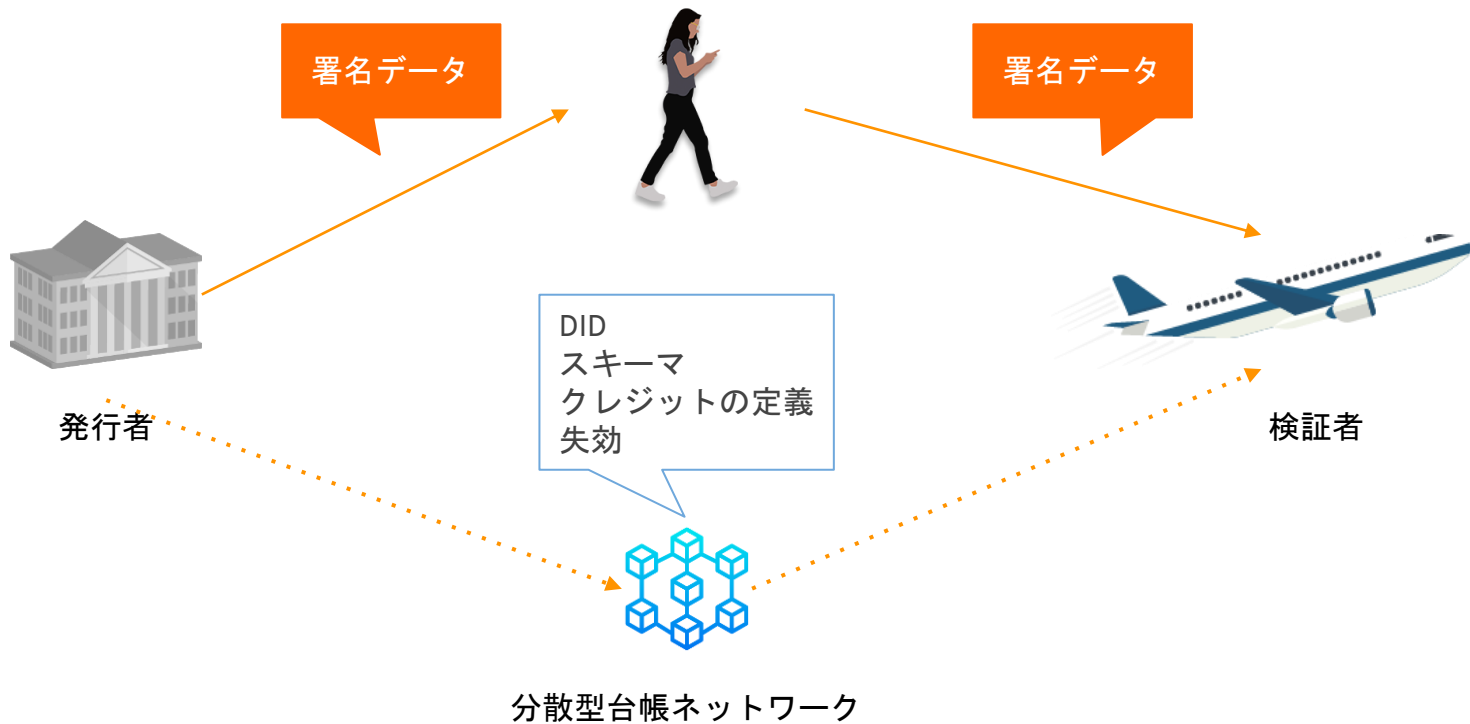 署名データ
署名データ
DID
スキーマ
クレジットの定義
失効
発行者
検証者
分散型台帳ネットワーク